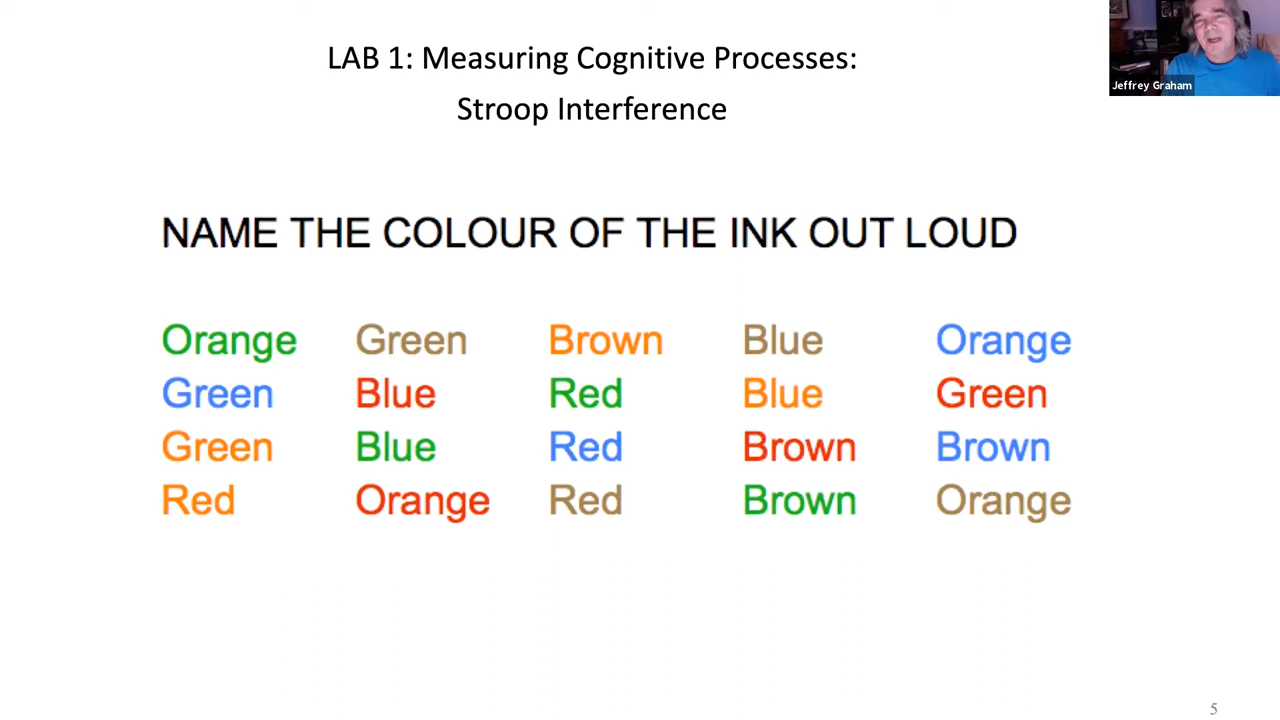 LAB 1: Measuring Cognitive Processes:
Stroop Interference
Jeffrey Graham
NAME THE COLOUR OF THE INK OUT LOUD
Orange Green Brown Blue Orange
Green Blue Red Blue Green
Green Blue Red Brown Brown
Red Orange Red Brown Orange
5